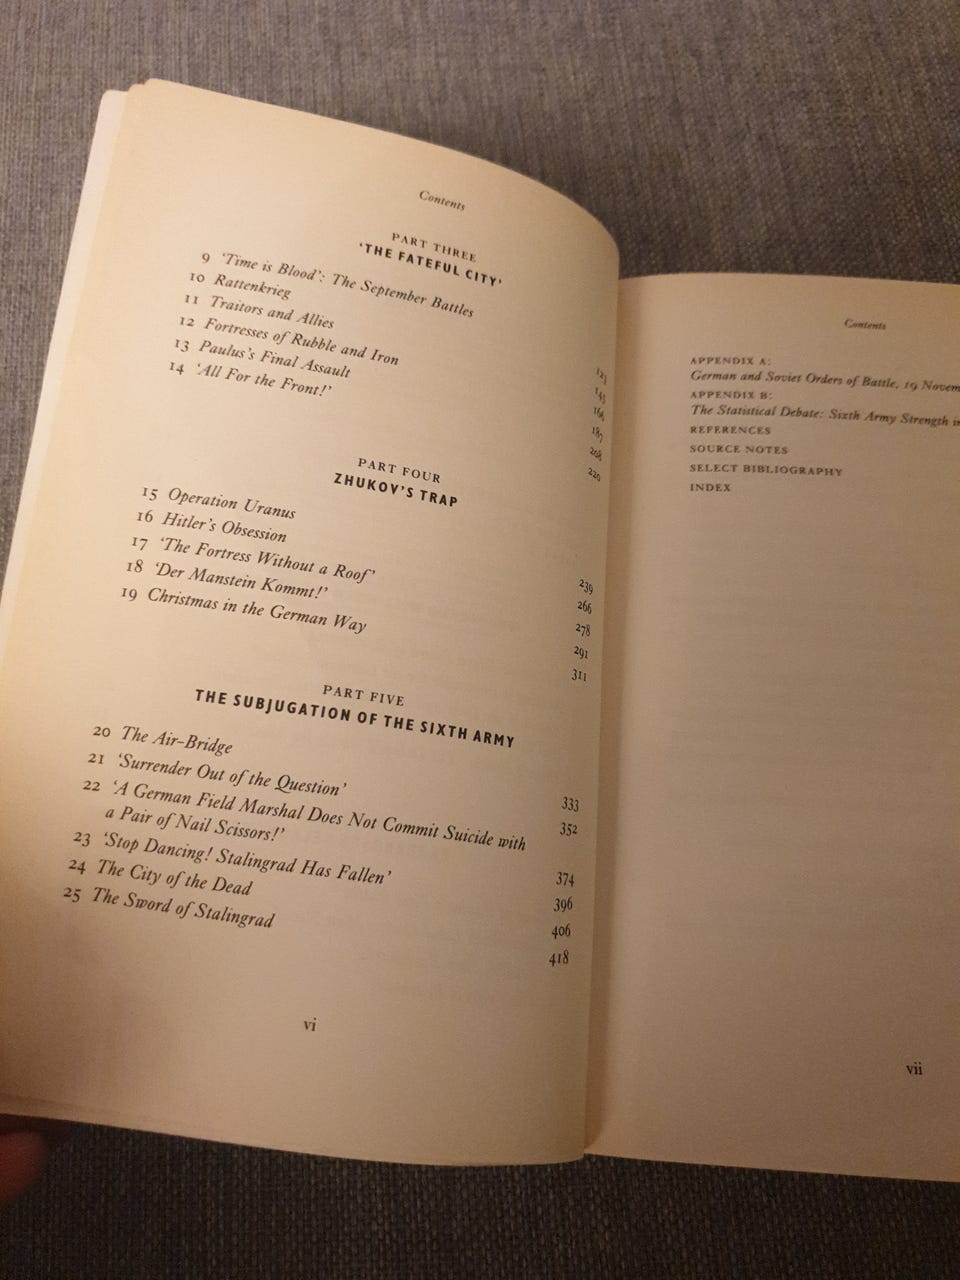 Contents
PART THREE
'THE FATEFUL CITY'
9 'Time is Blood': The September Battles 123
10 Rattenkrieg 145
11 Traitors and Allies 166
12 Fortresses of Rubble and Iron 187
13 Paulus's Final Assault 208
14 'All For the Front!' 220
PART FOUR
ZHUKOV'S TRAP
15 Operation Uranus 239
16 Hitler's Obsession 266
17 'The Fortress Without a Roof' 278
18 'Der Manstein Kommt!' 291
19 Christmas in the German Way 311
PART FIVE
THE SUBJUGATION OF THE SIXTH ARMY
20 The Air-Bridge 333
21 'Surrender Out of the Question' 352
22 'A German Field Marshal Does Not Commit Suicide with
a Pair of Nail Scissors!' 374
23 'Stop Dancing! Stalingrad Has Fallen' 396
24 The City of the Dead 406
25 The Sword of Stalingrad 418
vi
Contents
APPENDIX A:
German and Soviet Orders of Battle, 19 Novem
APPENDIX B:
The Statistical Debate: Sixth Army Strength in
REFERENCES
SOURCE NOTES
SELECT BIBLIOGRAPHY
INDEX
vii